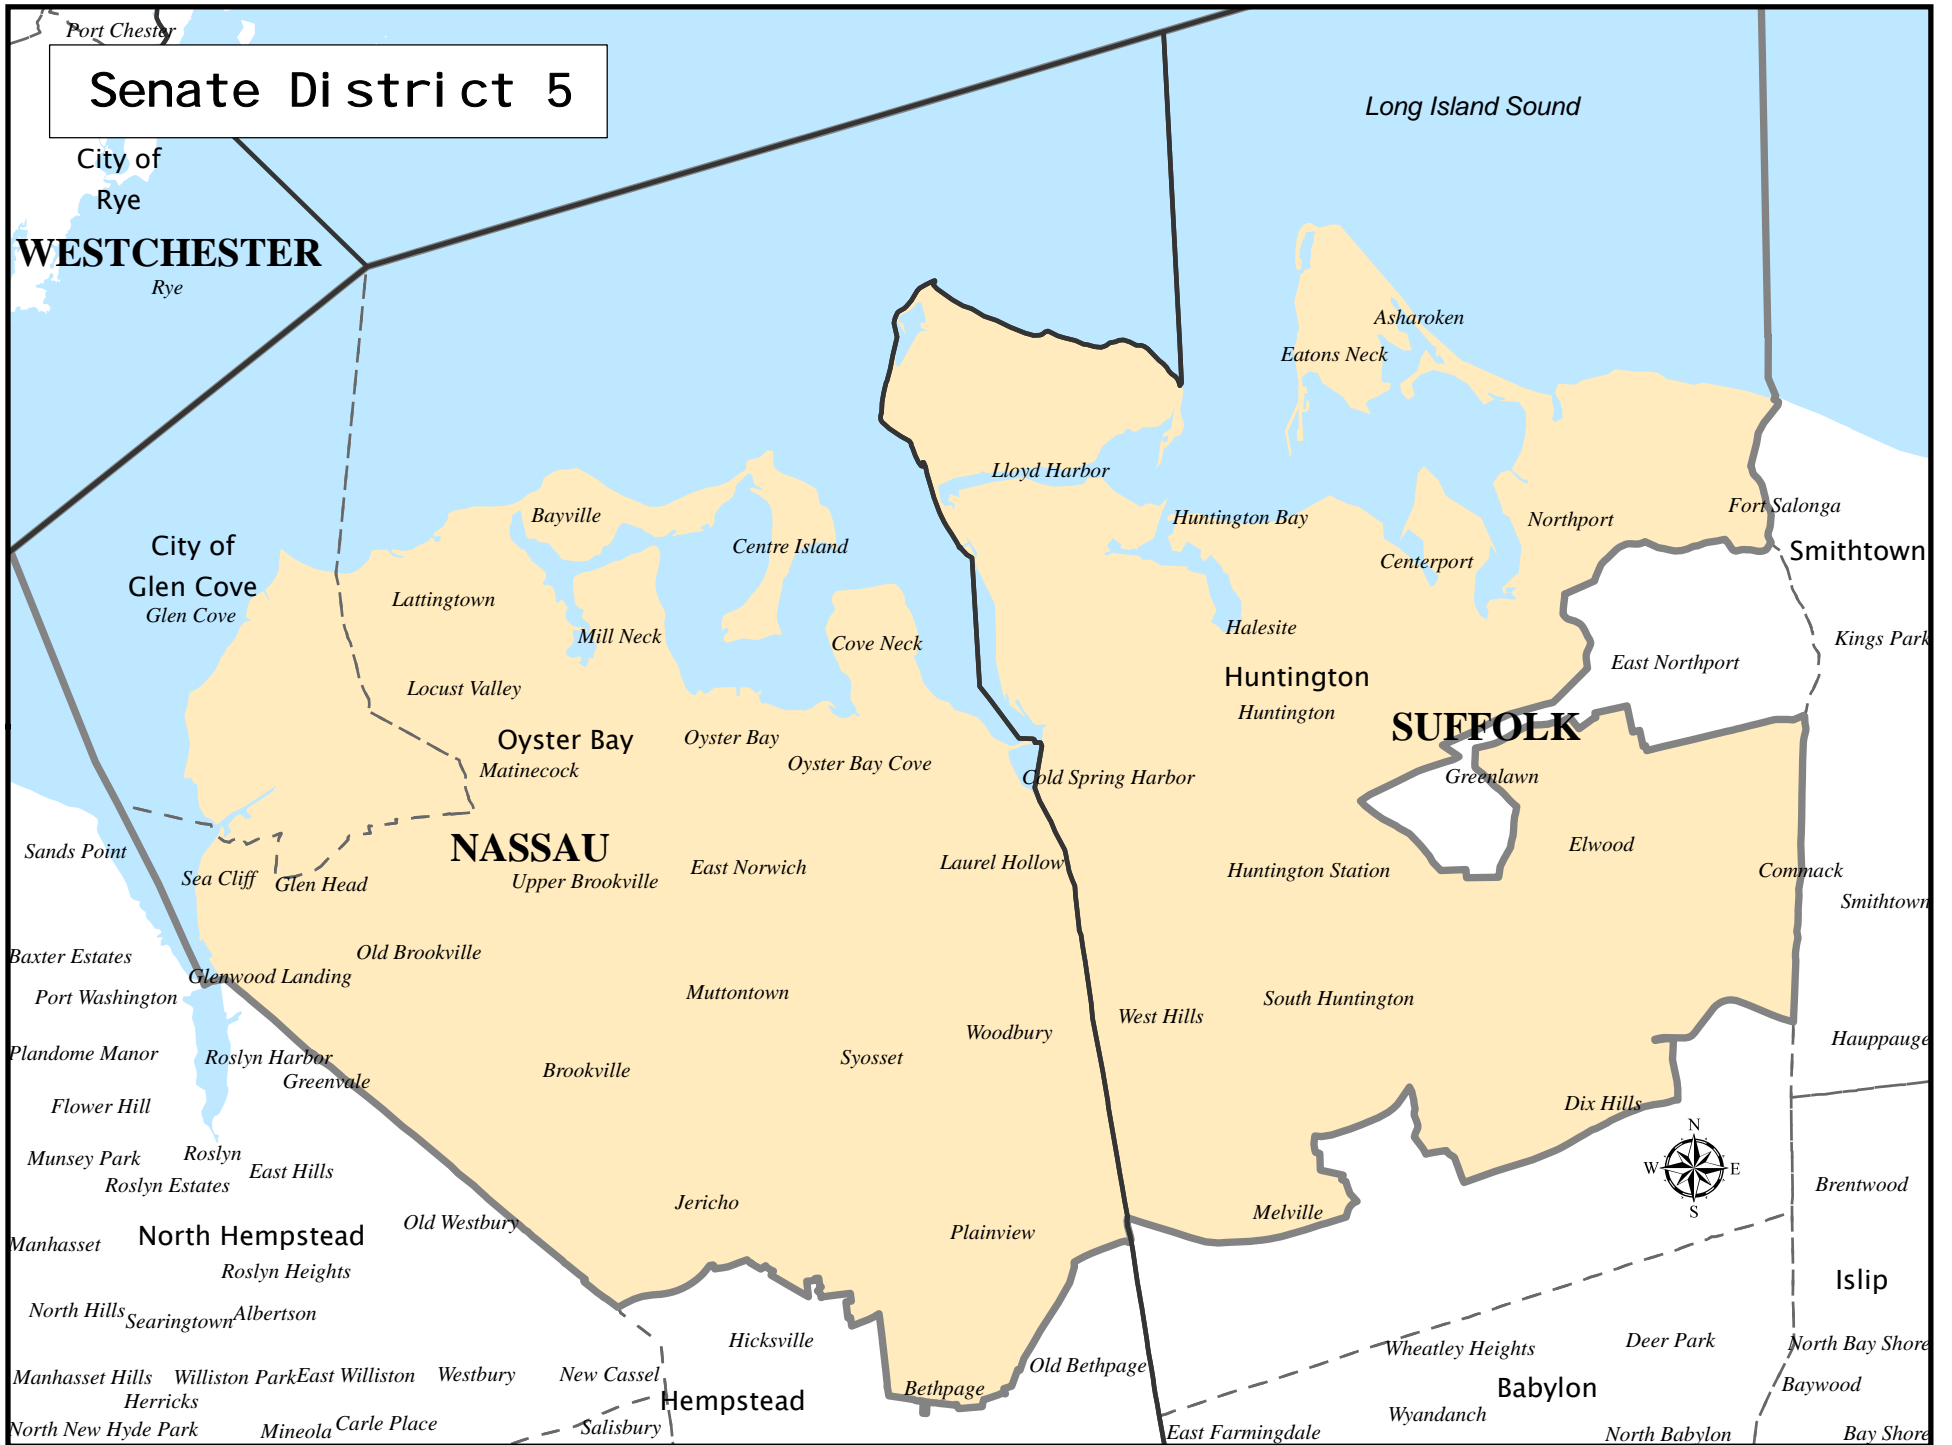 Port Chester
Senate District 5
Long Island Sound
City of
Rye
WESTCHESTER
Rye
Asharoken
Eatons Neck
Lloyd Harbor
Bayville
Huntington Bay
Northport
Fort Salonga
City of
Glen Cove
Glen Cove
Centre Island
Centerport
Smithtown
Lattingtown
Mill Neck
Cove Neck
Halesite
Kings Park
East Northport
Locust Valley
Huntington
Huntington
SUFFOLK
Oyster Bay
Oyster Bay
Matinecock
Oyster Bay Cove
Cold Spring Harbor
Greenlawn
Sands Point
NASSAU
Elwood
Sea Cliff
Glen Head
Upper Brookville
East Norwich
Laurel Hollow
Huntington Station
Commack
Smithtown
Baxter Estates
Old Brookville
Glenwood Landing
Port Washington
Muttontown
South Huntington
West Hills
Woodbury
Hauppauge
Plandome Manor
Roslyn Harbor
Greenvale
Brookville
Syosset
Flower Hill
Dix Hills
N
W
E
S
Munsey Park
Roslyn
East Hills
Roslyn Estates
Brentwood
Jericho
Melville
Old Westbury
Plainview
Manhasset
North Hempstead
Roslyn Heights
Islip
North Hills
Searingtown
Albertson
Hicksville
Wheatley Heights
Deer Park
North Bay Shore
Old Bethpage
Manhasset Hills
Williston Park
East Williston
Westbury
New Cassel
Bethpage
Babylon
Baywood
Herricks
Hempstead
Wyandanch
North New Hyde Park
Mineola
Carle Place
Salisbury
East Farmingdale
North Babylon
Bay Shore